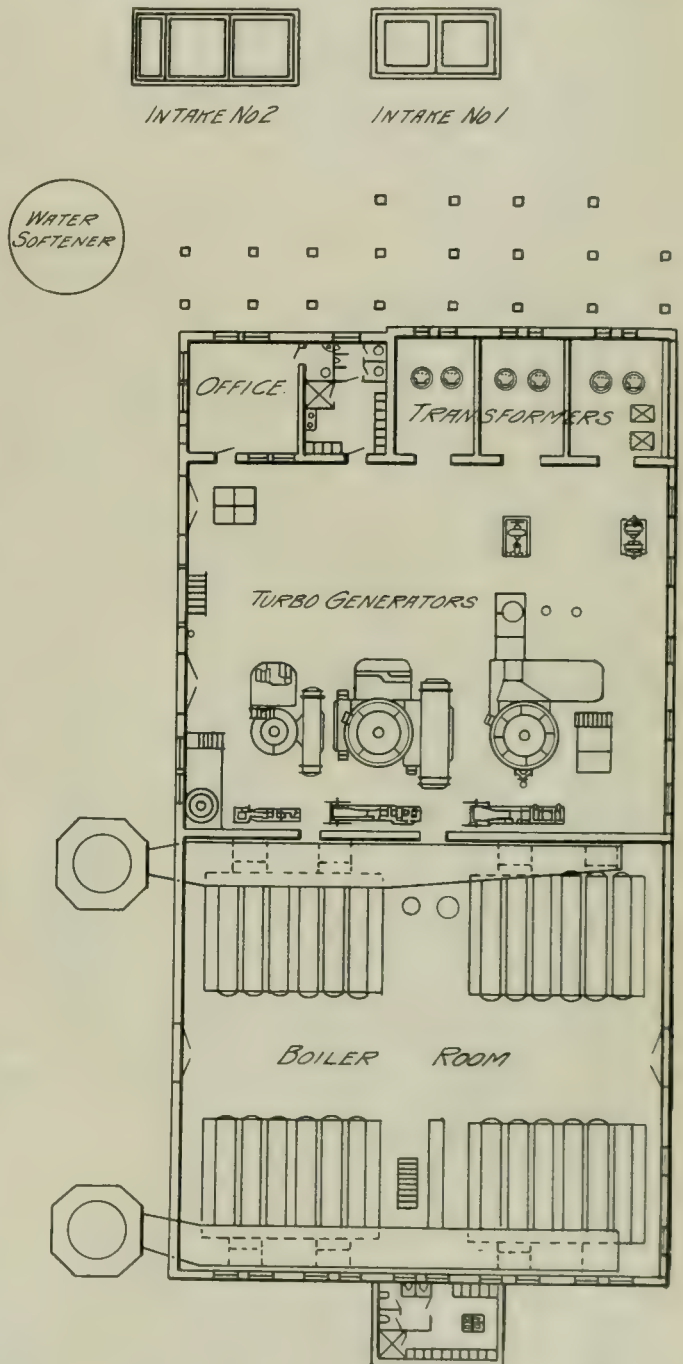 INTAKE NO2
INTAKE NO1
WATER
SOFTENER
OFFICE.
TRANSFORMERS
TURBO GENERATORS
BOILER ROOM